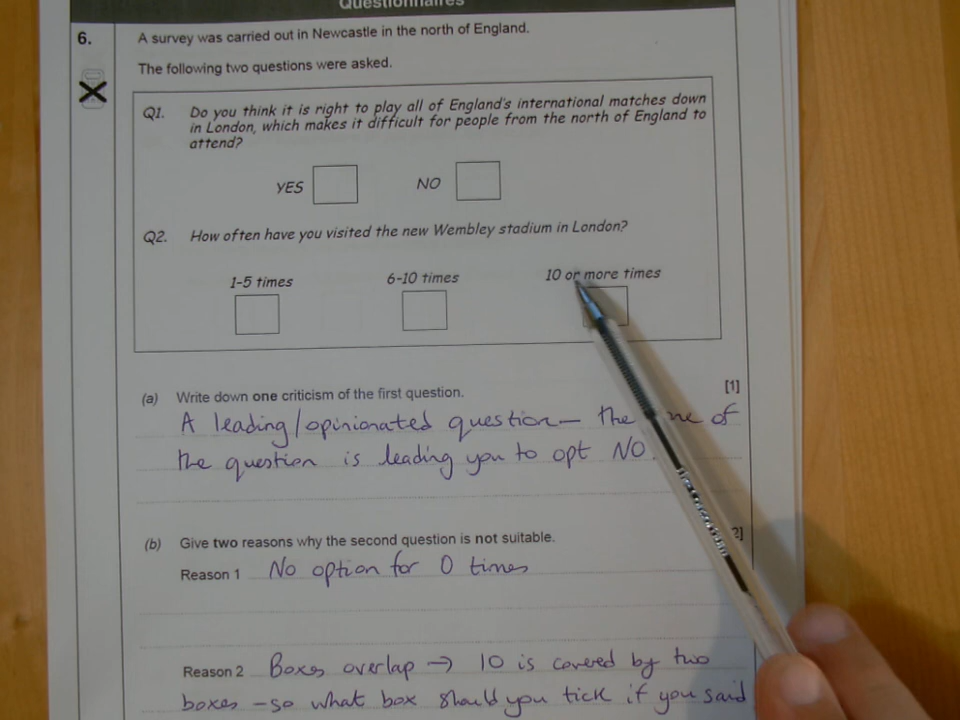 Questionnaires
6.
A survey was carried out in Newcastle in the north of England.
The following two questions were asked.
Q1. Do you think it is right to play all of England's international matches down
in London, which makes it difficult for people from the north of England to
attend?
YES NO
Q2. How often have you visited the new Wembley stadium in London?
1-5 times 6-10 times 10 or more times
(a) Write down one criticism of the first question. [1]
A leading/opinionated question – the of
the question is leading you to opt NO.
(b) Give two reasons why the second question is not suitable. 2]
Reason 1 No option for 0 times
Reason 2 Boxes overlap → 10 is covered by two
boxes – so what box should you tick if you said